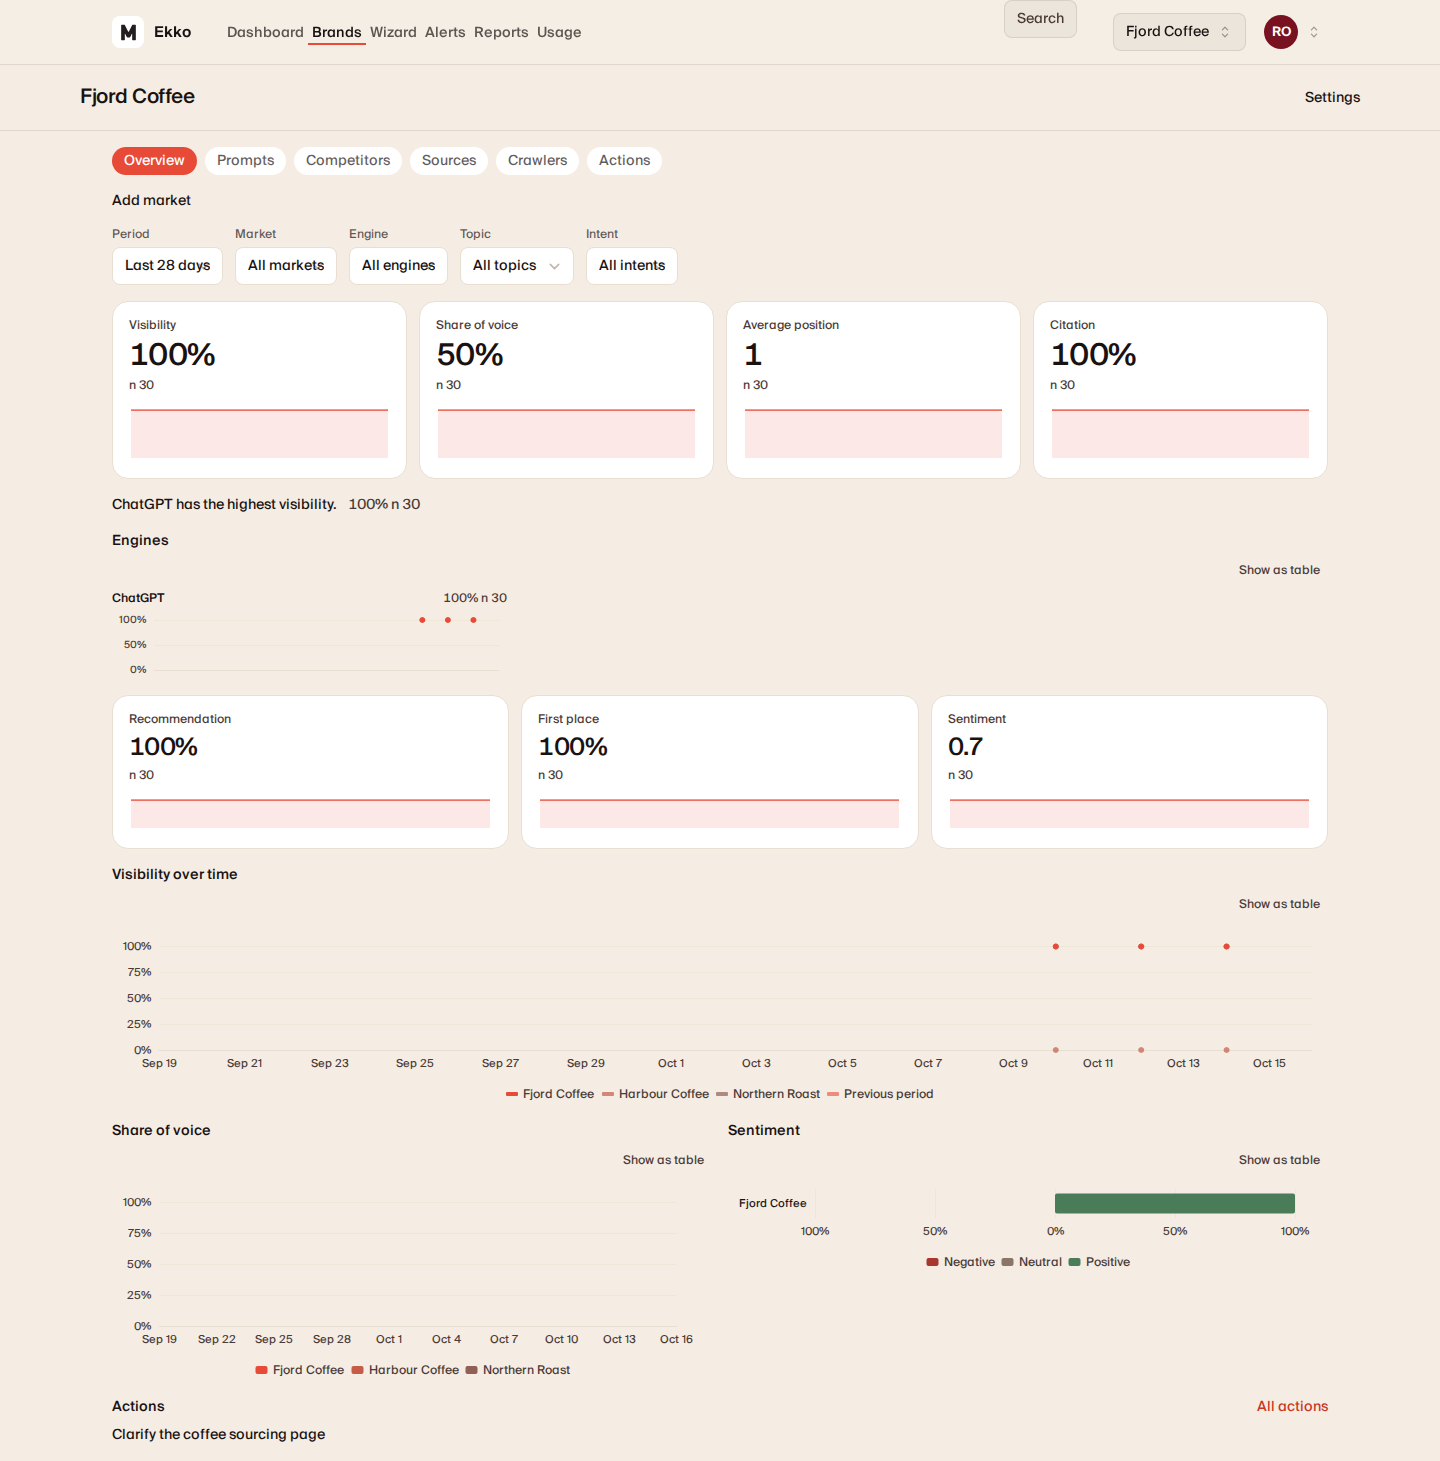 M Ekko Dashboard Brands Wizard Alerts Reports Usage Search Fjord Coffee RO
Fjord Coffee Settings
Overview Prompts Competitors Sources Crawlers Actions
Add market
Period Market Engine Topic Intent
Last 28 days All markets All engines All topics All intents
Visibility Share of voice Average position Citation
100% 50% 1 100%
n 30 n 30 n 30 n 30
ChatGPT has the highest visibility. 100% n 30
Engines
Show as table
ChatGPT 100% n 30
100%
50%
0%
Recommendation First place Sentiment
100% 100% 0.7
n 30 n 30 n 30
Visibility over time
Show as table
100%
75%
50%
25%
0%
Sep 19 Sep 21 Sep 23 Sep 25 Sep 27 Sep 29 Oct 1 Oct 3 Oct 5 Oct 7 Oct 9 Oct 11 Oct 13 Oct 15
Fjord Coffee Harbour Coffee Northern Roast Previous period
Share of voice
Show as table
100%
75%
50%
25%
0%
Sep 19 Sep 22 Sep 25 Sep 28 Oct 1 Oct 4 Oct 7 Oct 10 Oct 13 Oct 16
Fjord Coffee Harbour Coffee Northern Roast
Sentiment
Show as table
Fjord Coffee
100% 50% 0% 50% 100%
Negative Neutral Positive
Actions All actions
Clarify the coffee sourcing page